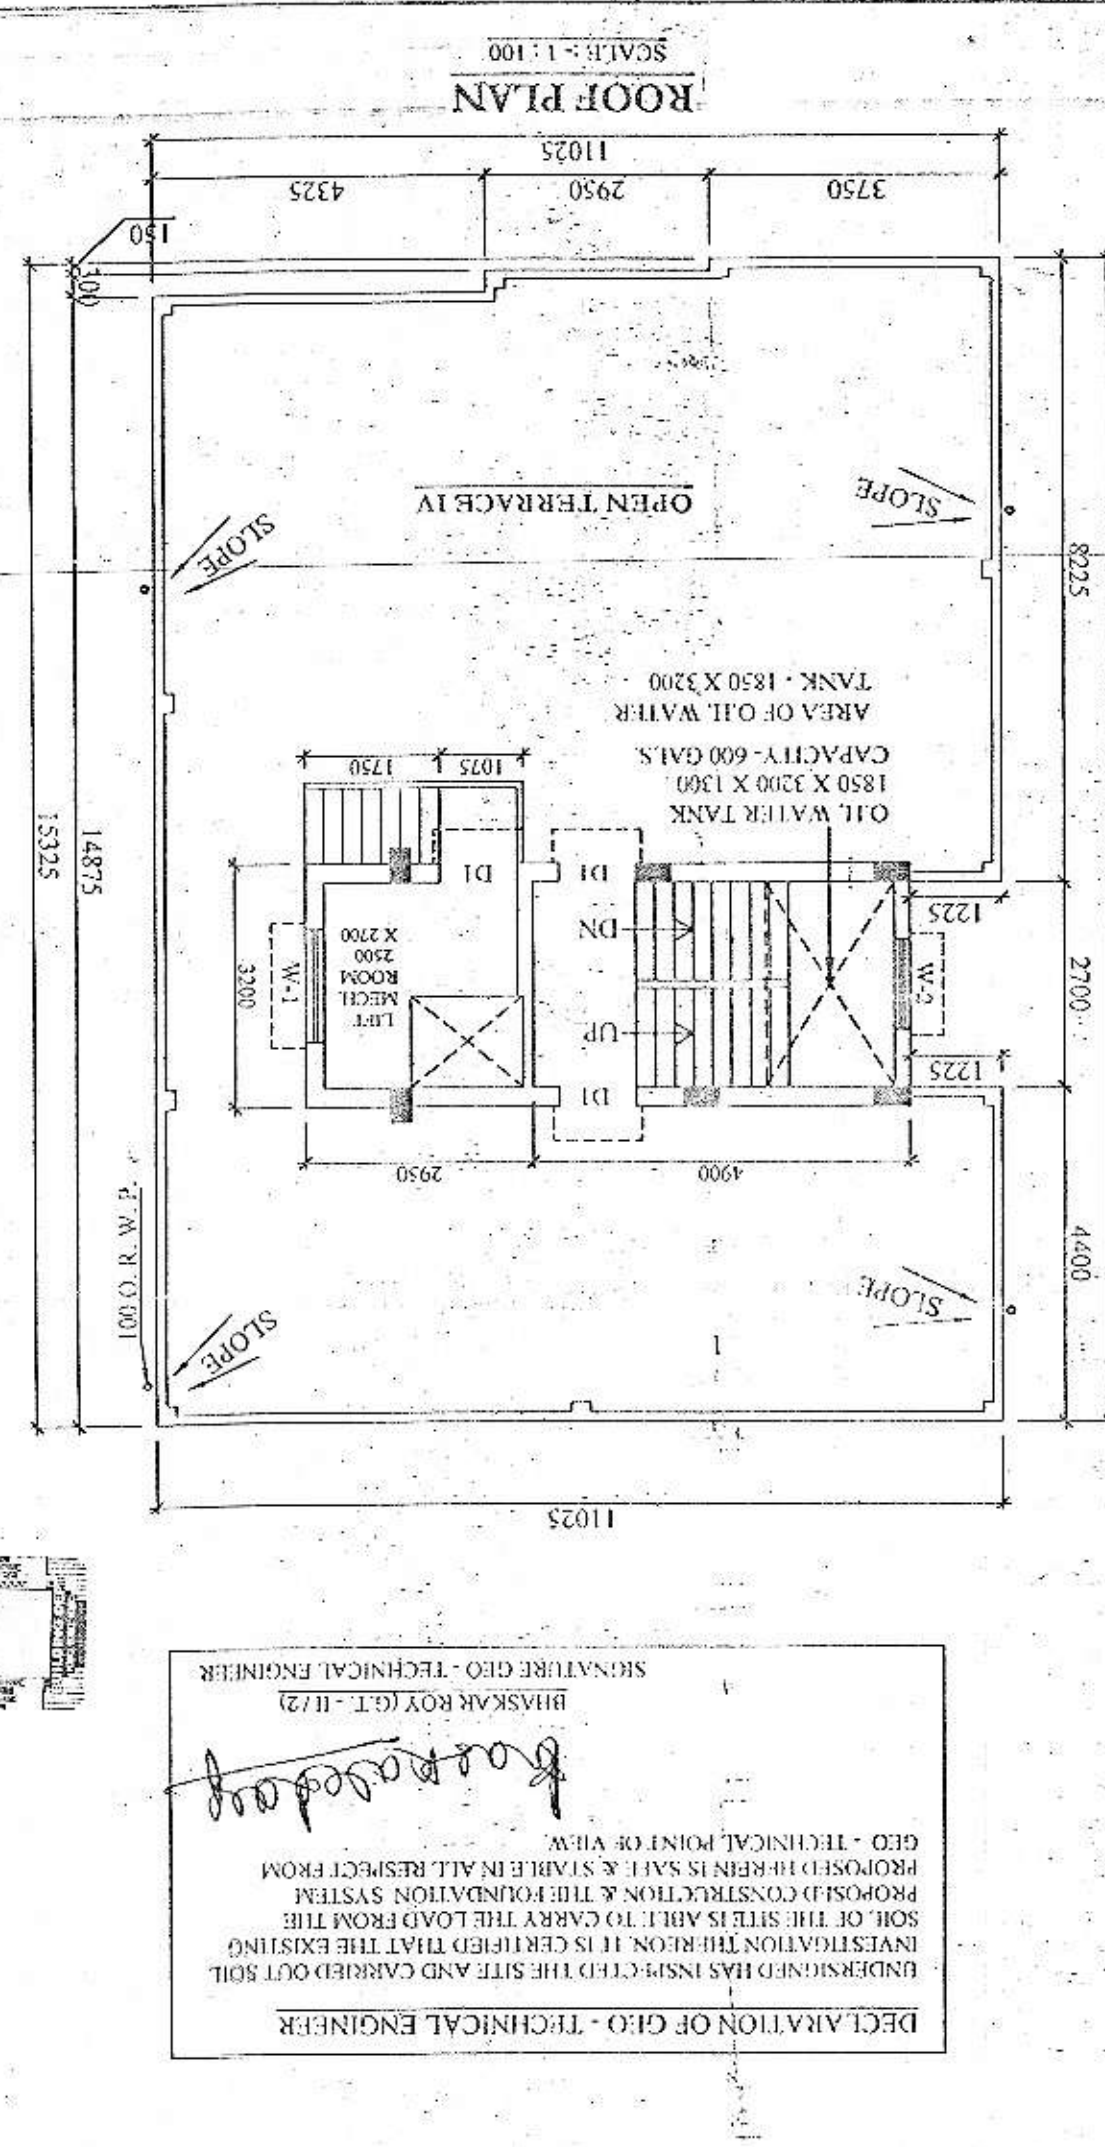 DECLARATION OF GEO - TECHNICAL ENGINEER
UNDERSIGNED HAS INSPECTED THE SITE AND CARRIED OUT SOIL
INVESTIGATION THEREON. IT IS CERTIFIED THAT THE EXISTING
SOIL OF THE SITE IS ABLE TO CARRY THE LOAD FROM THE
PROPOSED CONSTRUCTION & THE FOUNDATION SYSTEM
PROPOSED HEREIN IS SAFE & STABLE IN ALL RESPECT FROM
GEO - TECHNICAL POINT OF VIEW.
BHASKAR ROY (G.T. - II/2)
SIGNATURE GEO - TECHNICAL ENGINEER
11025
SLOPE
SLOPE
100 O. R. W. P.
4400
4900
2950
D1
1225
UP
LIFT
MECH.
ROOM
2500
X 2700
W-2
W-1
2700
3200
DN
1225
D1
D1
O.H. WATER TANK
1850 X 3200 X 1300
CAPACITY - 600 GALS.
1075
1750
AREA OF O.H. WATER
TANK - 1850 X 3200
14875
15325
8225
SLOPE
SLOPE
OPEN TERRACE IV
300
150
3750
2950
4325
11025
ROOF PLAN
SCALE :- 1 : 100